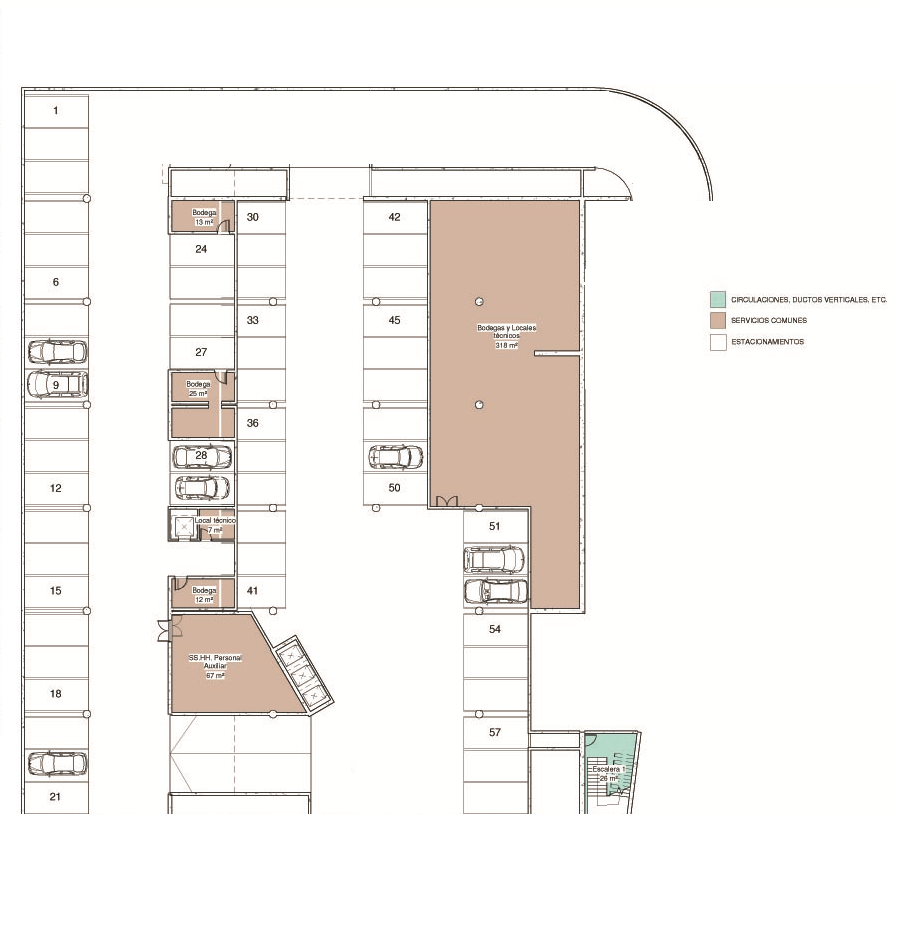 1
Bodega
13 m²
30
42
24
6
CIRCULACIONES, DUCTOS VERTICALES, ETC.
33
45
SERVICIOS COMUNES
Bodegas y Locales
técnicos
318 m²
ESTACIONAMIENTOS
27
9
Bodega
25 m²
36
28
12
50
Local técnico
7 m²
51
15
Bodega
12 m²
41
54
SS.HH. Personal
Auxiliar
67 m²
18
57
Escalera 1
26 m²
21